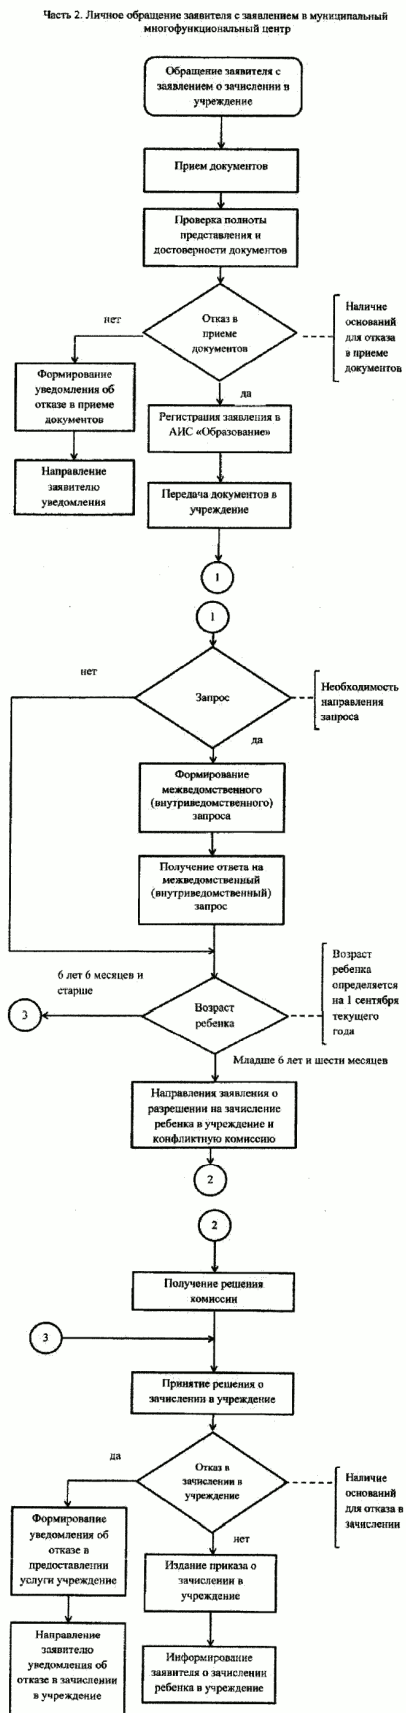 Часть 2. Личное обращение заявителя с заявлением в муниципальный
многофункциональный центр
Обращение заявителя с
заявлением о зачислении в
учреждение
Прием документов
Проверка полноты
представления и
достоверности документов
Отказ в
приеме
документов
нет
Наличие
оснований
для отказа
в приеме
документов
Формирование
уведомления об
отказе в приеме
документов
да
Регистрация заявления в
АИС «Образование»
Направление
заявителю
уведомления
Передача документов в
учреждение
1
1
нет
Запрос
Необходимость
направления
запроса
да
Формирование
межведомственного
(внутриведомственного)
запроса
Получение ответа на
межведомственный
(внутриведомственный)
запрос
6 лет 6 месяцев и
старше
3
Возраст
ребенка
Возраст
ребенка
определяется
на 1 сентября
текущего
года
Младше 6 лет и шести месяцев
Направления заявления о
разрешении на зачисление
ребенка в учреждение и
конфликтную комиссию
2
2
Получение решения
комиссии
3
Принятие решения о
зачислении в учреждение
да
Отказ в
зачислении в
учреждение
Наличие
оснований
для отказа в
зачислении
нет
Формирование
уведомления об
отказе в
предоставлении
услуги учреждение
Издание приказа о
зачислении в
учреждение
Направление
заявителю
уведомления об
отказе в зачислении
в учреждение
Информирование
заявителя о зачислении
ребенка в учреждение